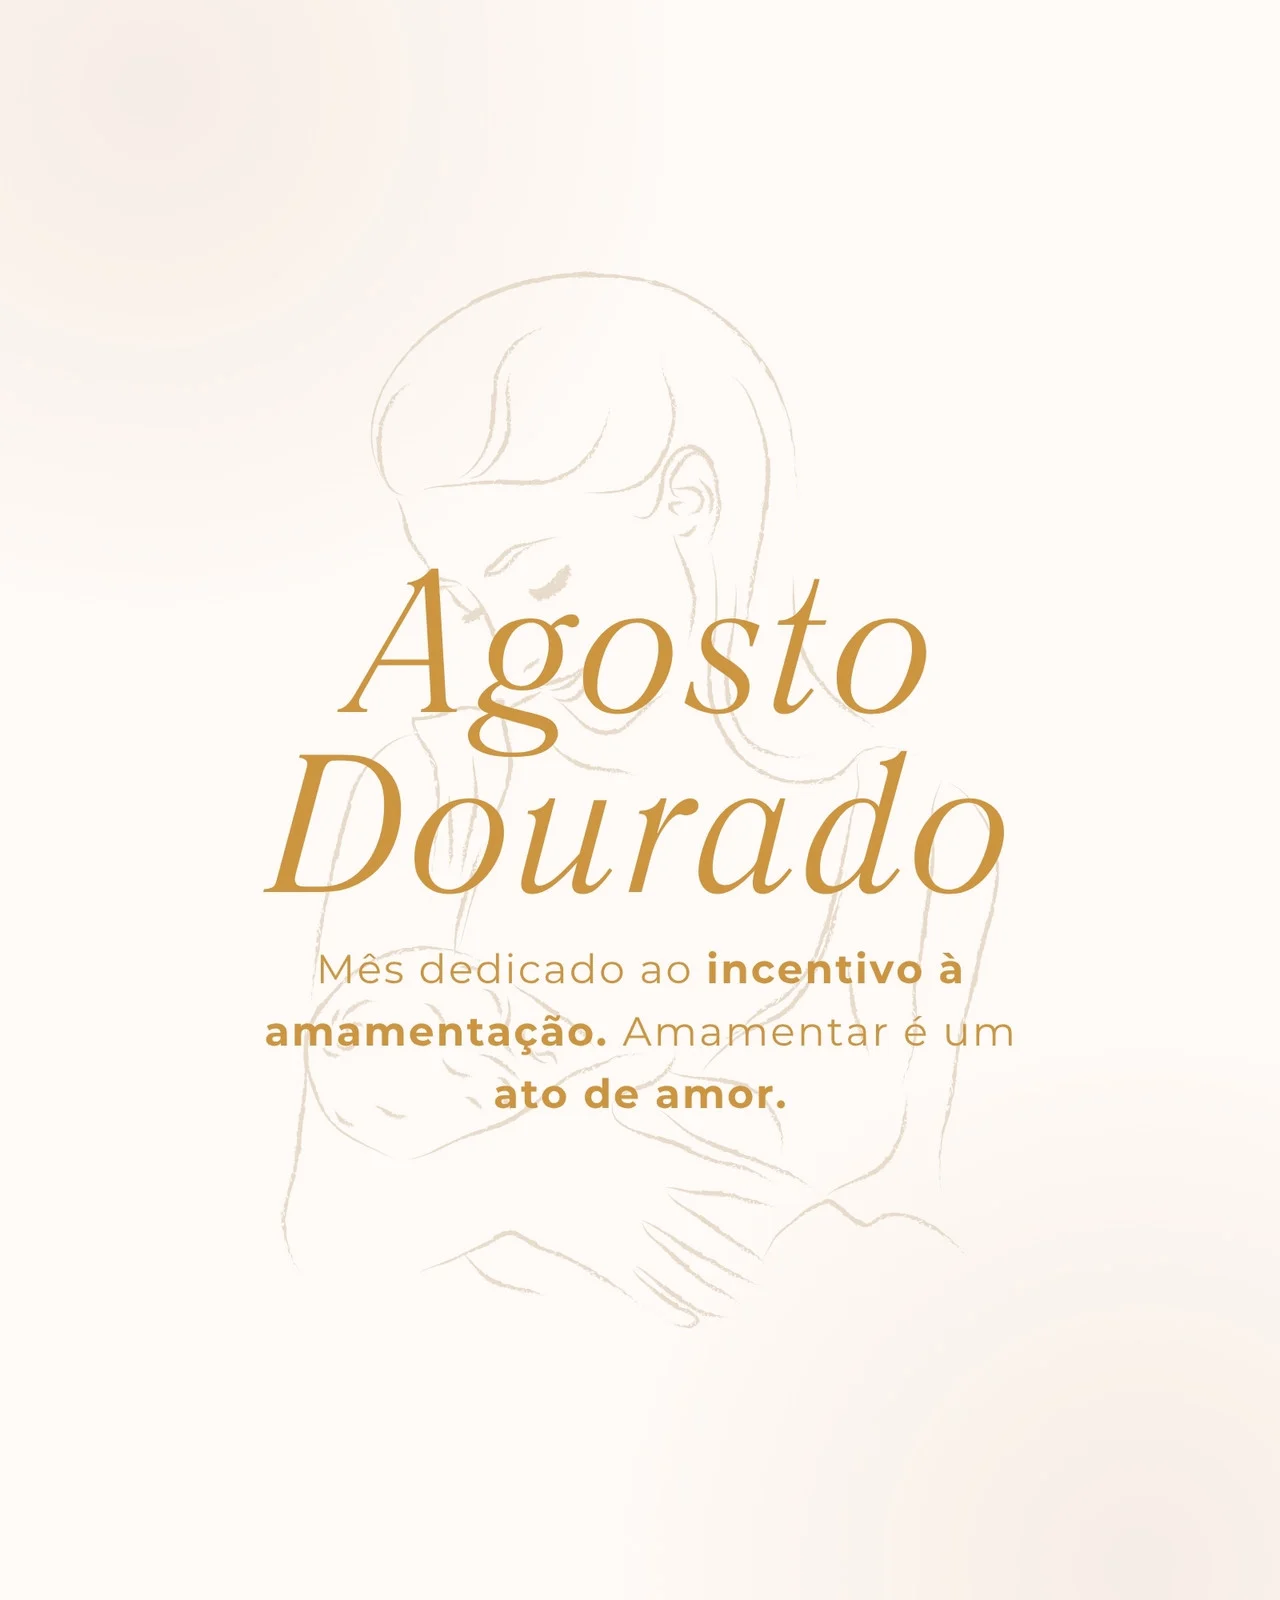 Agosto
Dourado
Mês dedicado ao incentivo à
amamentação. Amamentar é um
ato de amor.